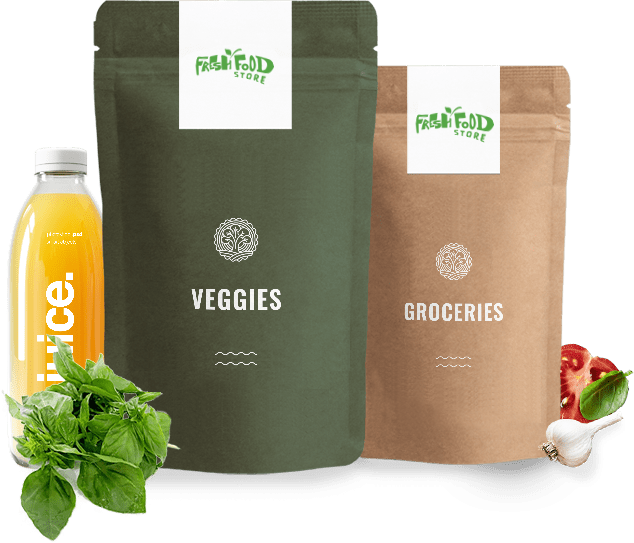 FRESH FOOD
STORE
FRESH FOOD
STORE
juice.
VEGGIES
GROCERIES